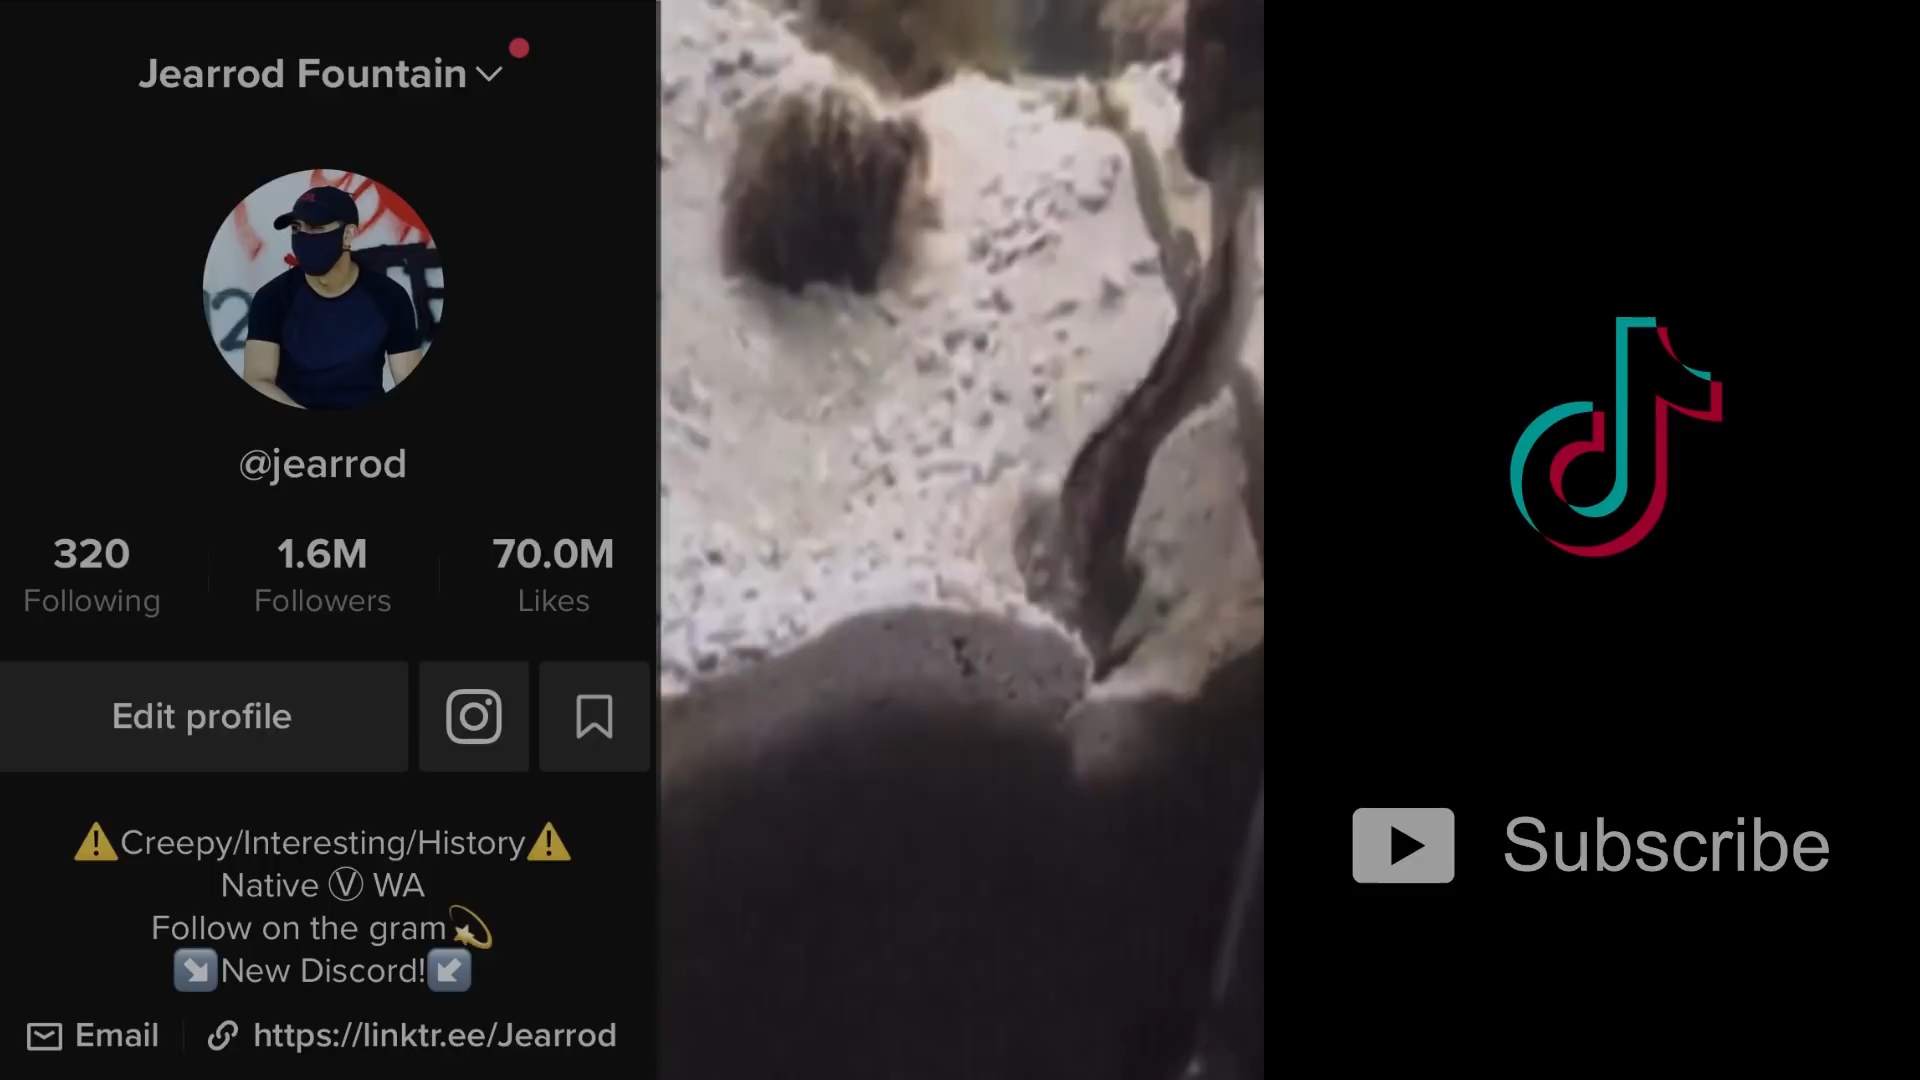 Jearrod Fountain
@jearrod
320 1.6M 70.0M
Following Followers Likes
Edit profile
⚠️Creepy/Interesting/History⚠️
Native Ⓥ WA
Follow on the gram💫
↘️New Discord!↙️
Email https://linktr.ee/Jearrod
Subscribe